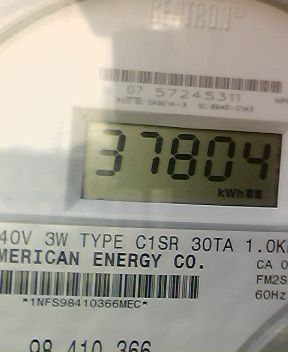 CENTRON®
07 57245311
37804
kWh
40V 3W TYPE C1SR 30TA 1.0K
MERICAN ENERGY CO.
CA 0
FM2S
60Hz
*1NFS98410366MEC*
98 410 366